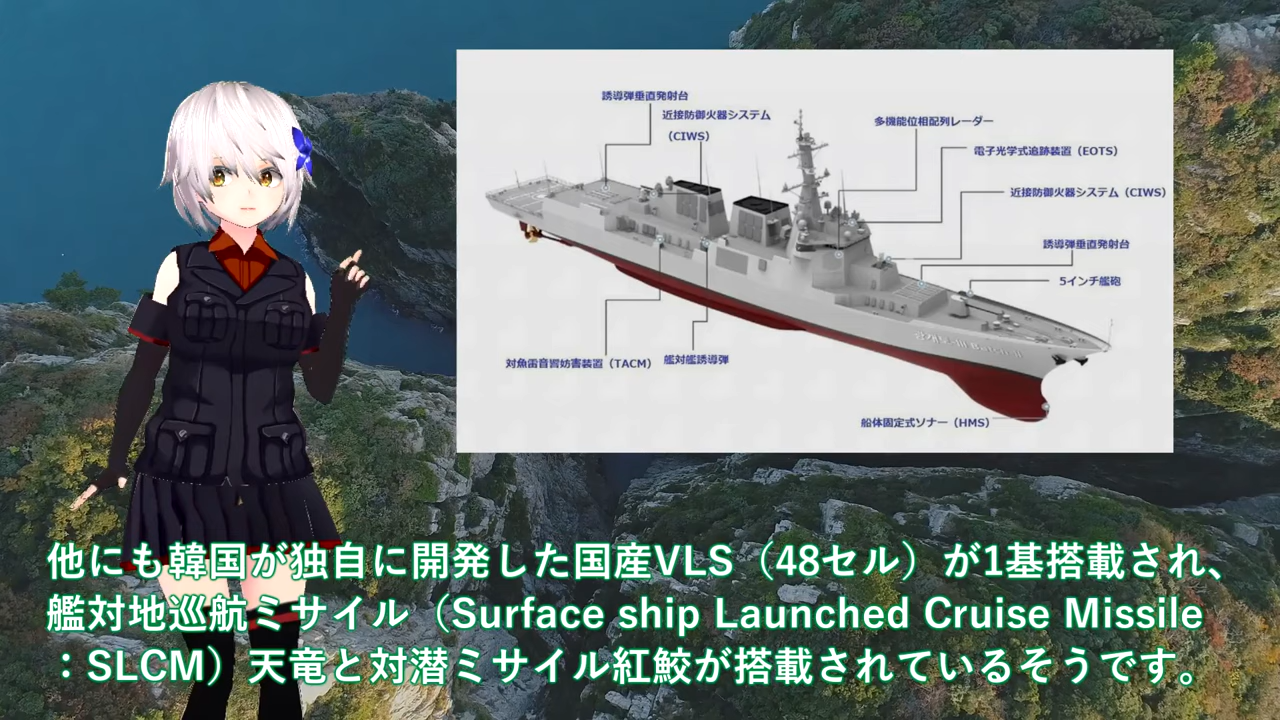 誘導弾垂直発射台
近接防御火器システム
（CIWS）
多機能位相配列レーダー
電子光学式追跡装置（EOTS）
近接防御火器システム（CIWS）
誘導弾垂直発射台
5インチ艦砲
対魚雷音響妨害装置（TACM）
艦対艦誘導弾
船体固定式ソナー（HMS）
他にも韓国が独自に開発した国産VLS（48セル）が1基搭載され、
艦対地巡航ミサイル（Surface ship Launched Cruise Missile
：SLCM）天竜と対潜ミサイル紅鮫が搭載されているそうです。